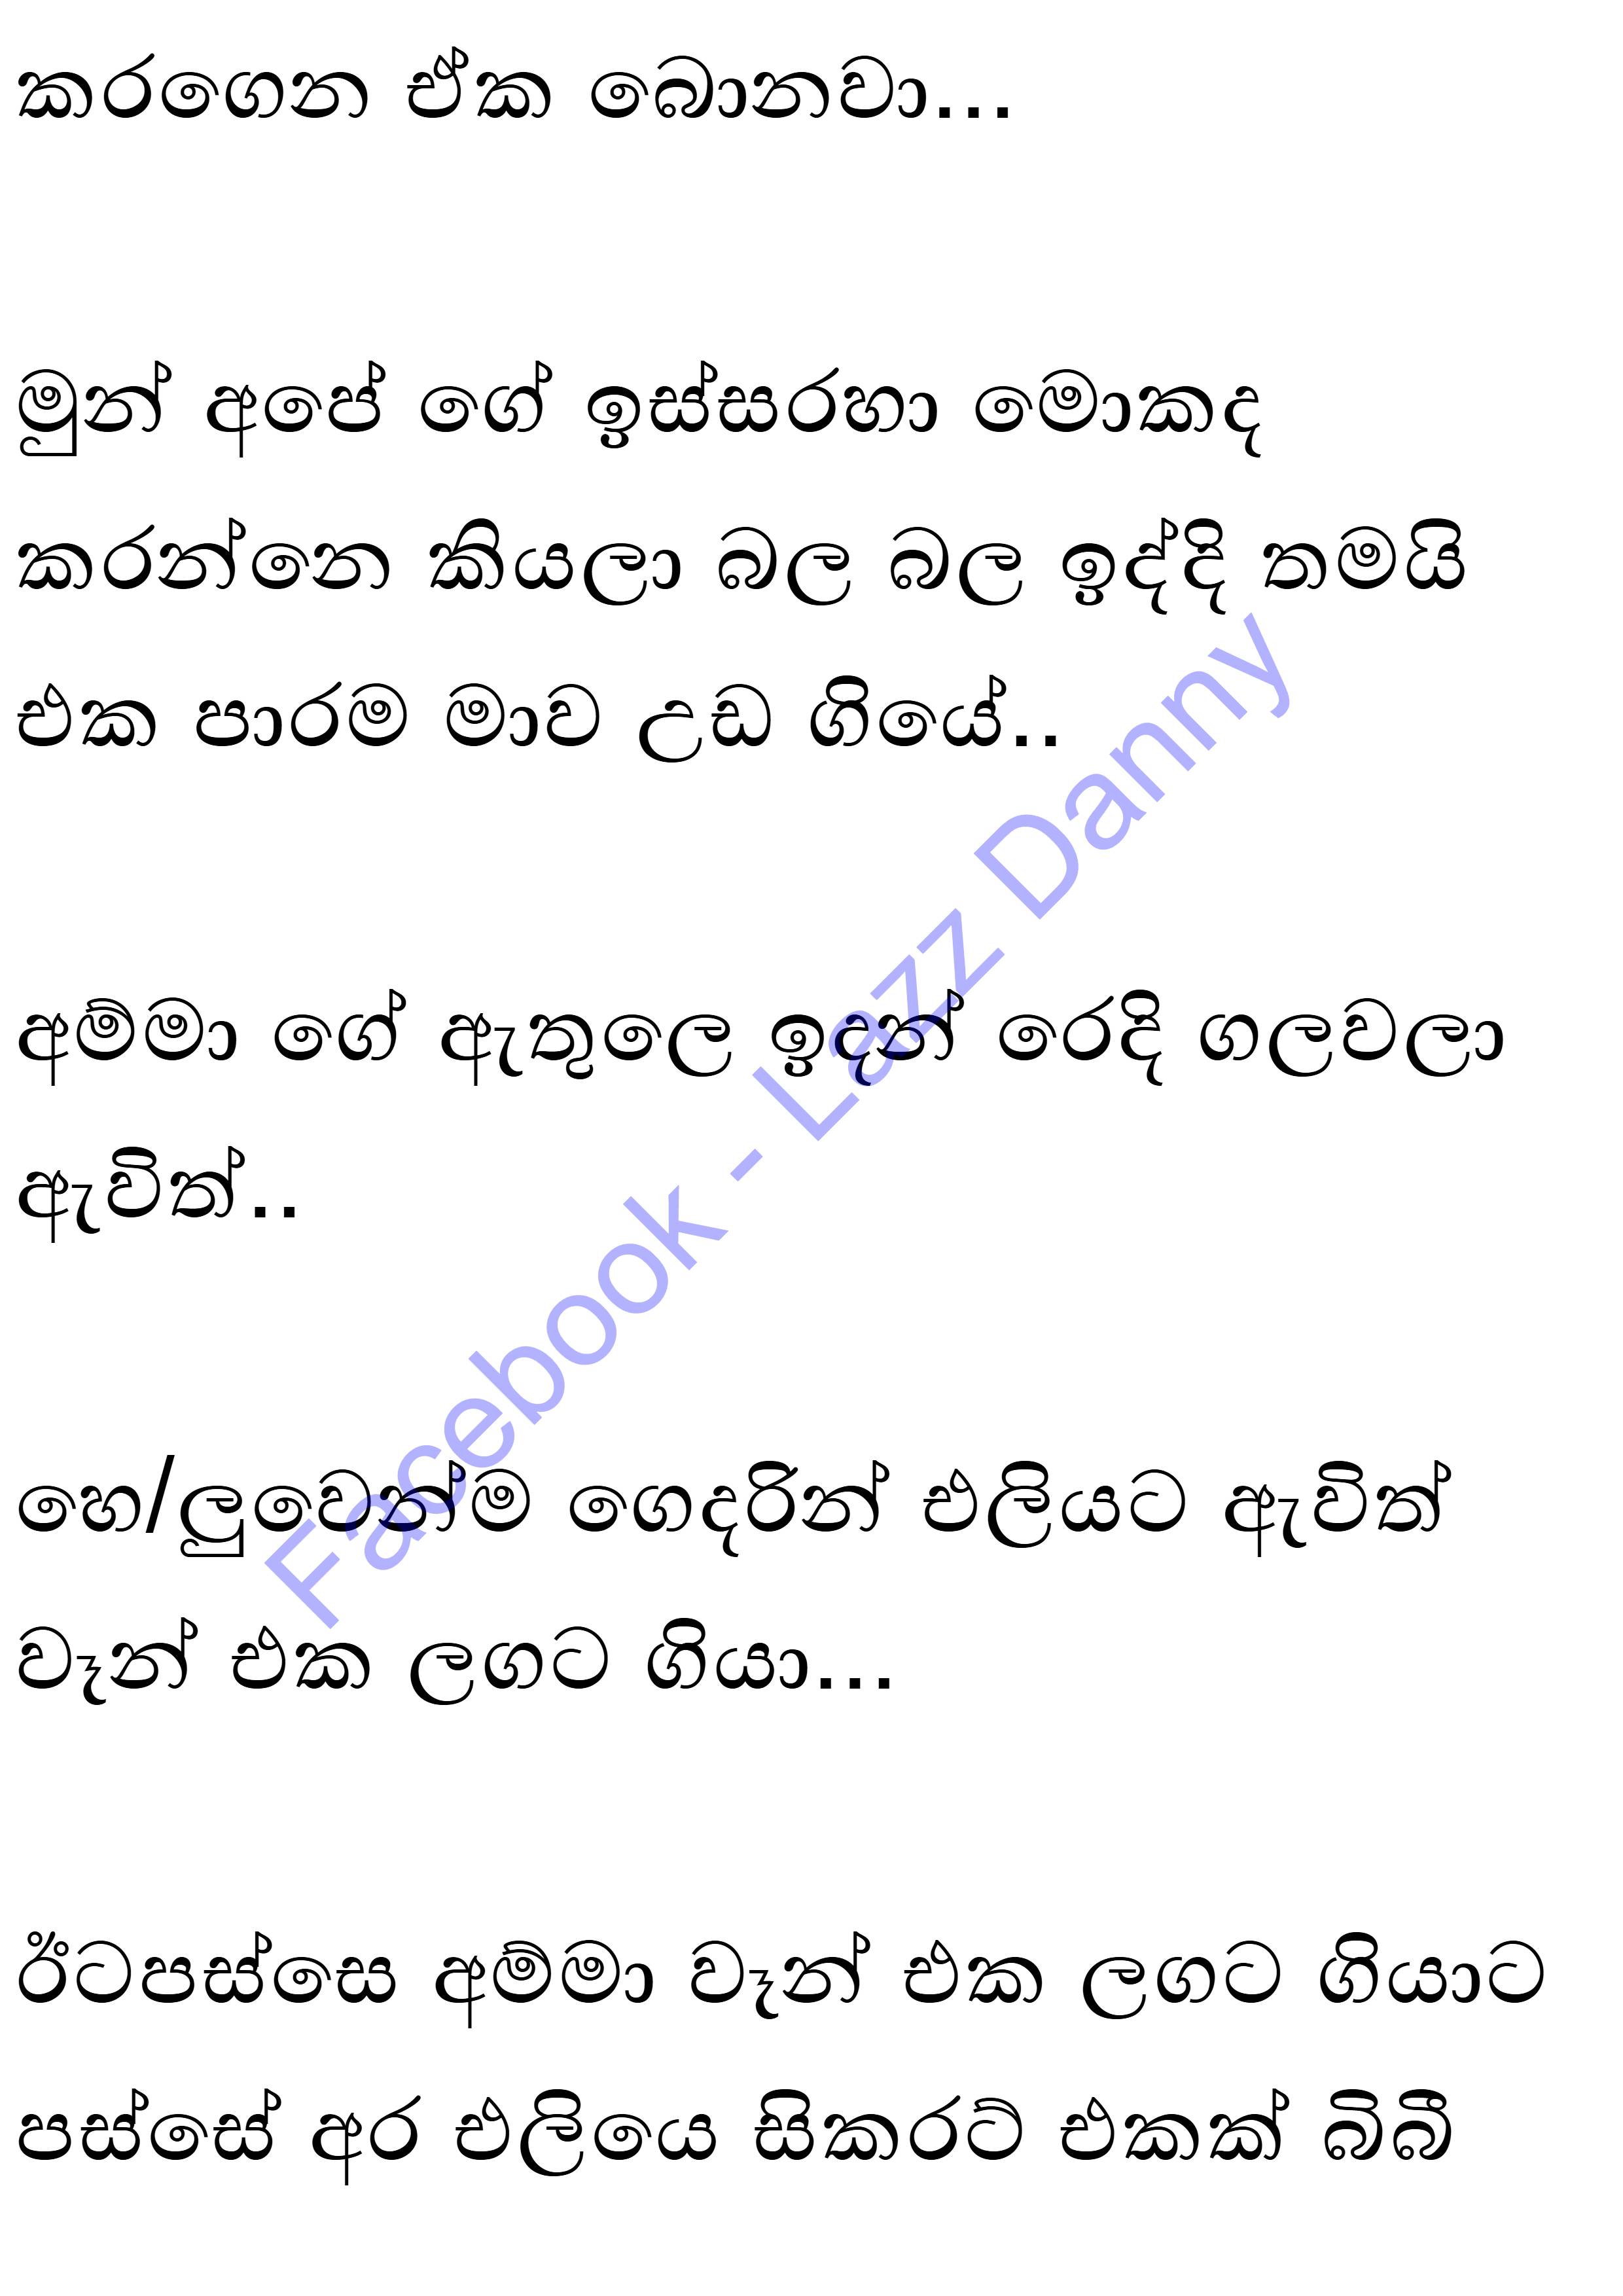 කරගෙන ඒක බොනවා...
මුන් අපේ ගේ ඉස්සරහා මොකද
කරන්නෙ කියලා බල බල ඉද්දි තමයි
එක පාරම මාව උඩ ගියේ..
අම්මා ගේ ඇතුලෙ ඉදන් රෙදි ගලවලා
ඇවිත්..
හෙ/ලුවෙන්ම ගෙදරින් එලියට ඇවිත්
වෑන් එක ලගට ගියා...
ඊටපස්සෙ අම්මා වෑන් එක ලගට ගියාට
පස්සේ අර එලියෙ සිකරට් එකක් බිබී
Facebook - Lazz Danny